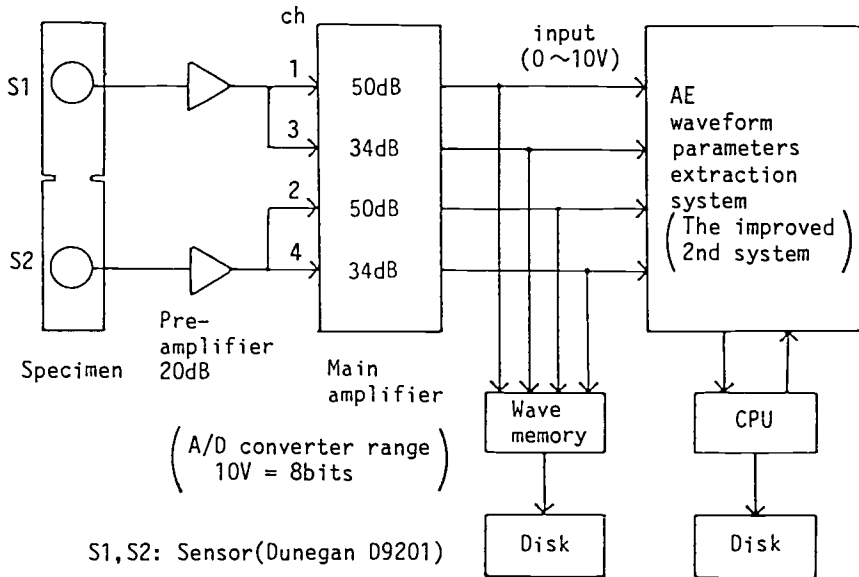 ch
input
(0～10V)
S1
1
50dB
AE
waveform
parameters
extraction
system
(The improved
2nd system)
3
34dB
2
50dB
S2
4
34dB
Pre-
amplifier
20dB
Specimen
Main
amplifier
Wave
memory
CPU
(A/D converter range
10V = 8bits)
Disk
Disk
S1,S2: Sensor(Dunegan D9201)